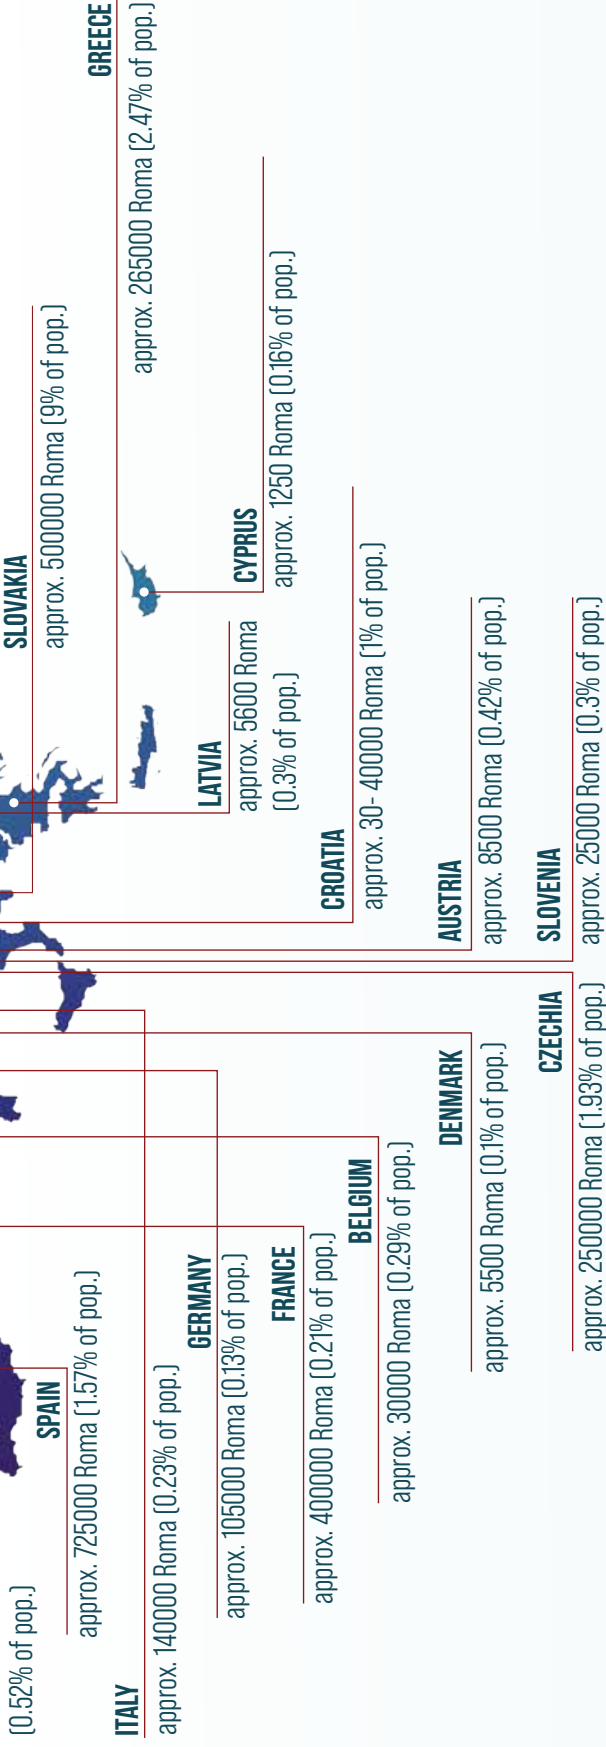 (0.52% of pop.)
SPAIN
approx. 725000 Roma (1.57% of pop.)
ITALY
approx. 140000 Roma (0.23% of pop.)
GERMANY
approx. 105000 Roma (0.13% of pop.)
FRANCE
approx. 400000 Roma (0.21% of pop.)
BELGIUM
approx. 30000 Roma (0.29% of pop.)
DENMARK
approx. 5500 Roma (0.1% of pop.)
CZECHIA
approx. 250000 Roma (1.93% of pop.)
SLOVAKIA
approx. 500000 Roma (9% of pop.)
GREECE
approx. 265000 Roma (2.47% of pop.)
LATVIA
approx. 5600 Roma
(0.3% of pop.)
CYPRUS
approx. 1250 Roma (0.16% of pop.)
CROATIA
approx. 30- 40000 Roma (1% of pop.)
AUSTRIA
approx. 8500 Roma (0.42% of pop.)
SLOVENIA
approx. 25000 Roma (0.3% of pop.)